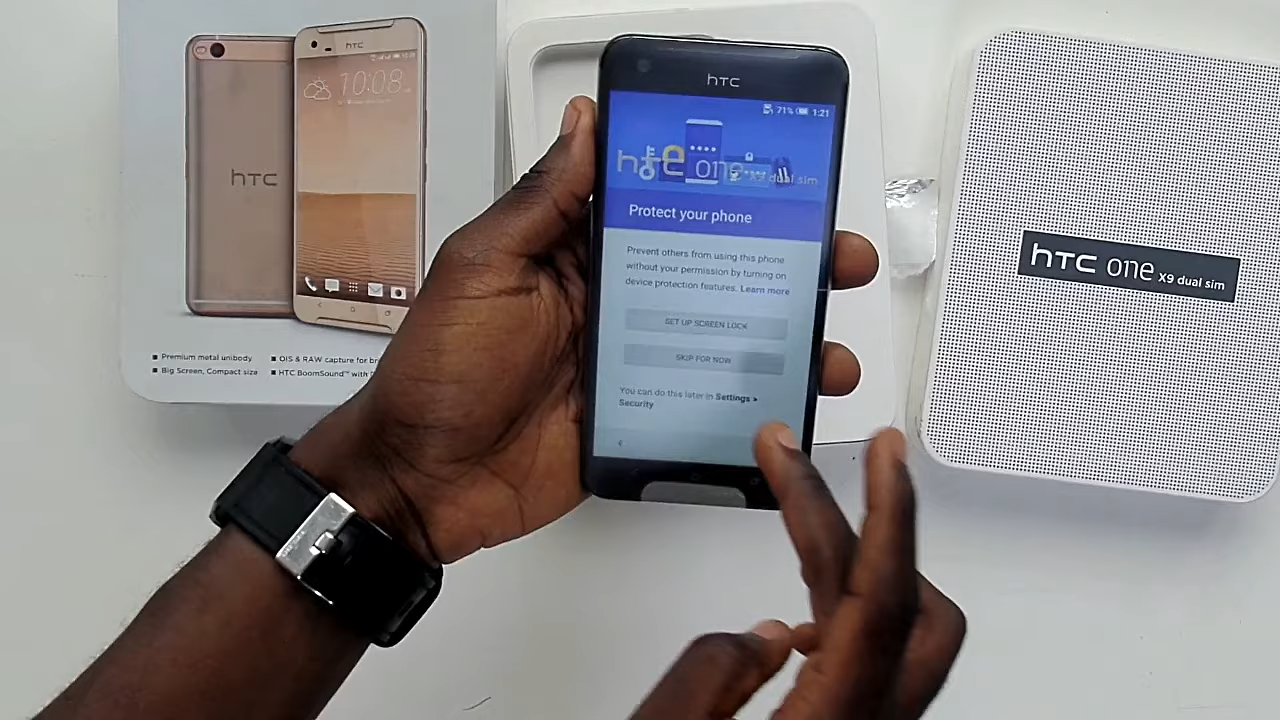 hTC
10:08
hTC
■ Premium metal unibody
■ Big Screen, Compact size
■ OIS & RAW capture for
■ HTC BoomSound™ with
hTC
71% 1:21
hTC one X9 dual sim
Protect your phone
Prevent others from using this phone
without your permission by turning on
device protection features. Learn more
SET UP SCREEN LOCK
SKIP FOR NOW
You can do this later in Settings >
Security
hTC one X9 dual sim